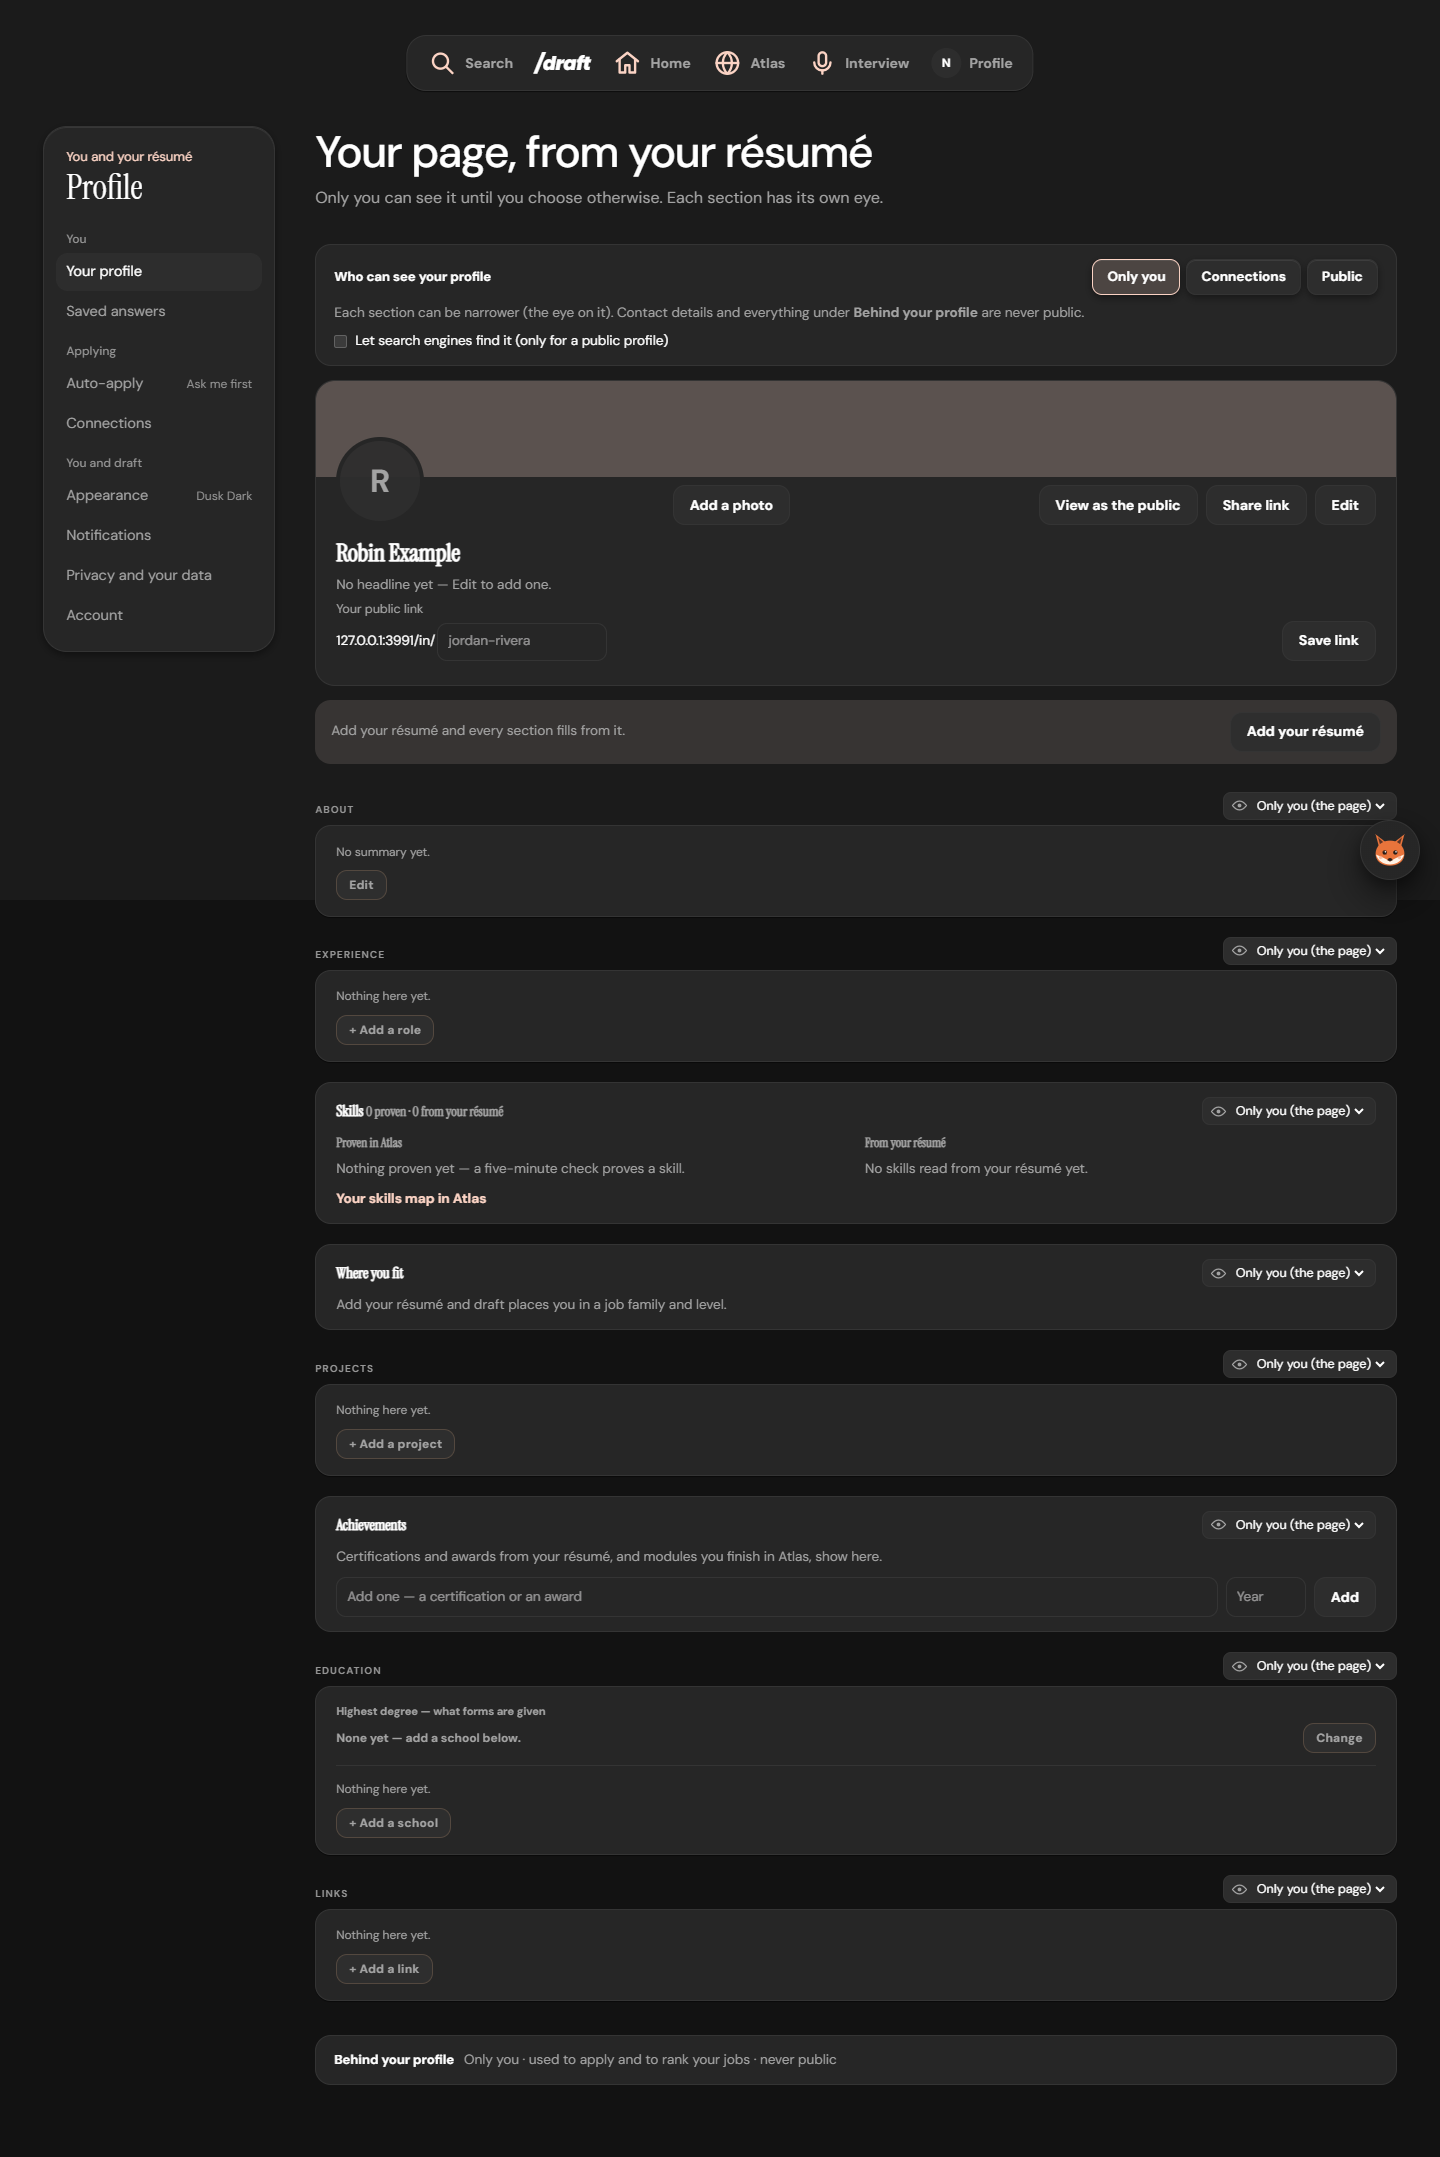 Search
/draft
Home
Atlas
Interview
N
Profile
You and your résumé
Profile
You
Your profile
Saved answers
Applying
Auto-apply
Ask me first
Connections
You and draft
Appearance
Dusk Dark
Notifications
Privacy and your data
Account
Your page, from your résumé
Only you can see it until you choose otherwise. Each section has its own eye.
Who can see your profile
Only you
Connections
Public
Each section can be narrower (the eye on it). Contact details and everything under Behind your profile are never public.
Let search engines find it (only for a public profile)
R
Add a photo
View as the public
Share link
Edit
Robin Example
No headline yet — Edit to add one.
Your public link
127.0.0.1:3991/in/
jordan-rivera
Save link
Add your résumé and every section fills from it.
Add your résumé
ABOUT
Only you (the page)
No summary yet.
Edit
EXPERIENCE
Only you (the page)
Nothing here yet.
+ Add a role
Skills 0 proven · 0 from your résumé
Only you (the page)
Proven in Atlas
From your résumé
Nothing proven yet — a five-minute check proves a skill.
No skills read from your résumé yet.
Your skills map in Atlas
Where you fit
Only you (the page)
Add your résumé and draft places you in a job family and level.
PROJECTS
Only you (the page)
Nothing here yet.
+ Add a project
Achievements
Only you (the page)
Certifications and awards from your résumé, and modules you finish in Atlas, show here.
Add one — a certification or an award
Year
Add
EDUCATION
Only you (the page)
Highest degree — what forms are given
None yet — add a school below.
Change
Nothing here yet.
+ Add a school
LINKS
Only you (the page)
Nothing here yet.
+ Add a link
Behind your profile
Only you · used to apply and to rank your jobs · never public